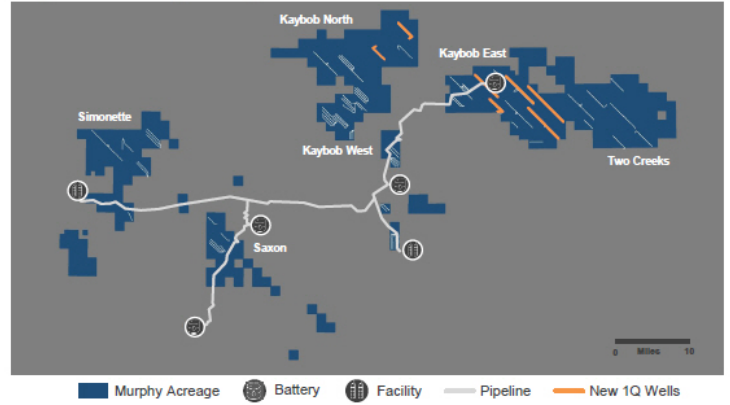 Kaybob North
Kaybob East
Simonette
Kaybob West
Two Creeks
Saxon
0 Miles 10
Murphy Acreage Battery Facility Pipeline New 1Q Wells